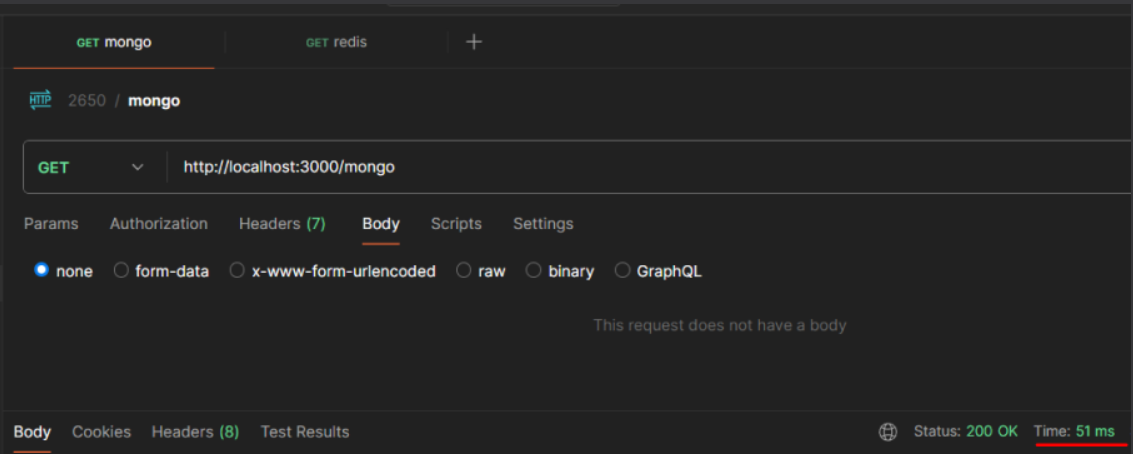 GET mongo GET redis +
HTTP 2650 / mongo
GET http://localhost:3000/mongo
Params Authorization Headers (7) Body Scripts Settings
none form-data x-www-form-urlencoded raw binary GraphQL
This request does not have a body
Body Cookies Headers (8) Test Results Status: 200 OK Time: 51 ms